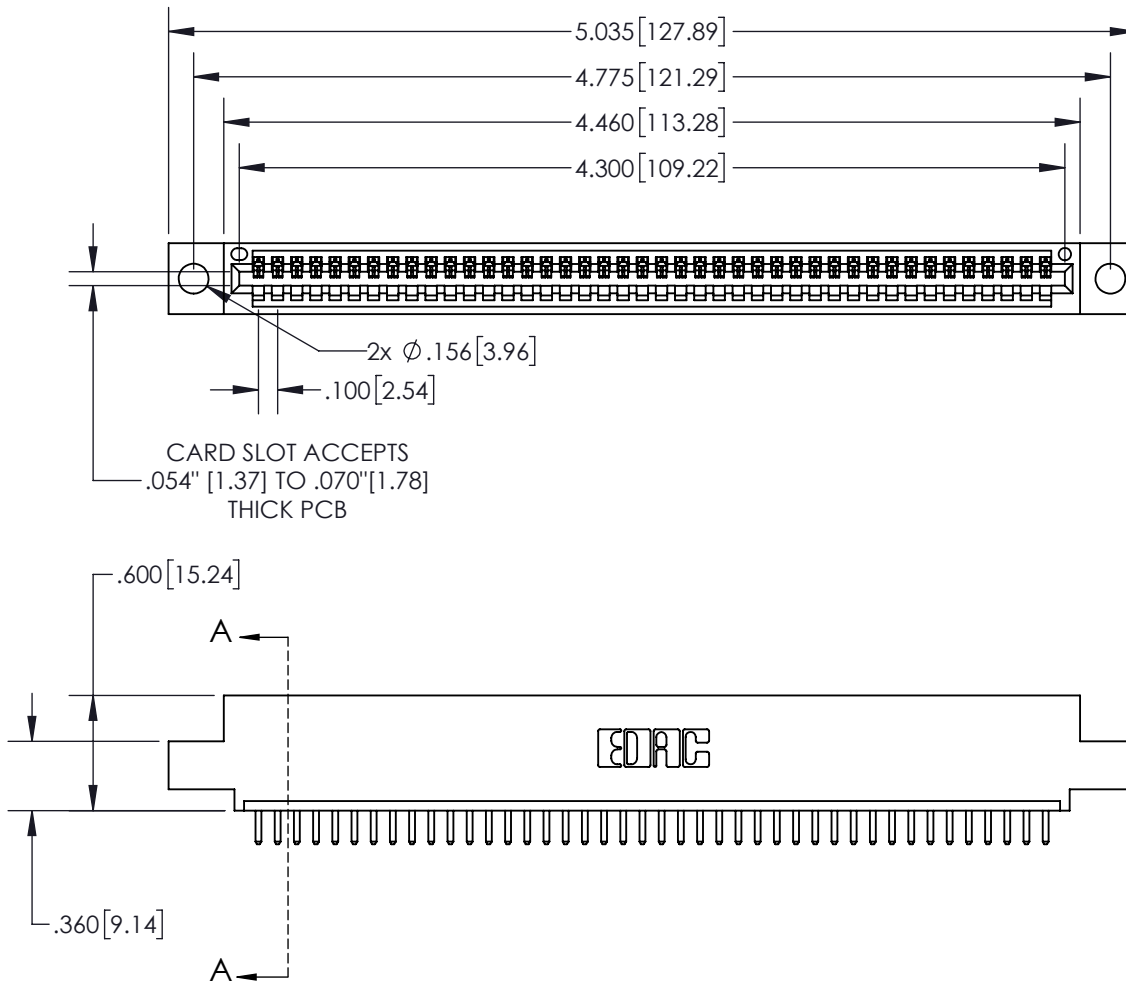 5.035[127.89]
4.775[121.29]
4.460[113.28]
4.300[109.22]
2x Ø.156[3.96]
.100[2.54]
CARD SLOT ACCEPTS
.054" [1.37] TO .070"[1.78]
THICK PCB
.600[15.24]
A
EDAC
.360[9.14]
A